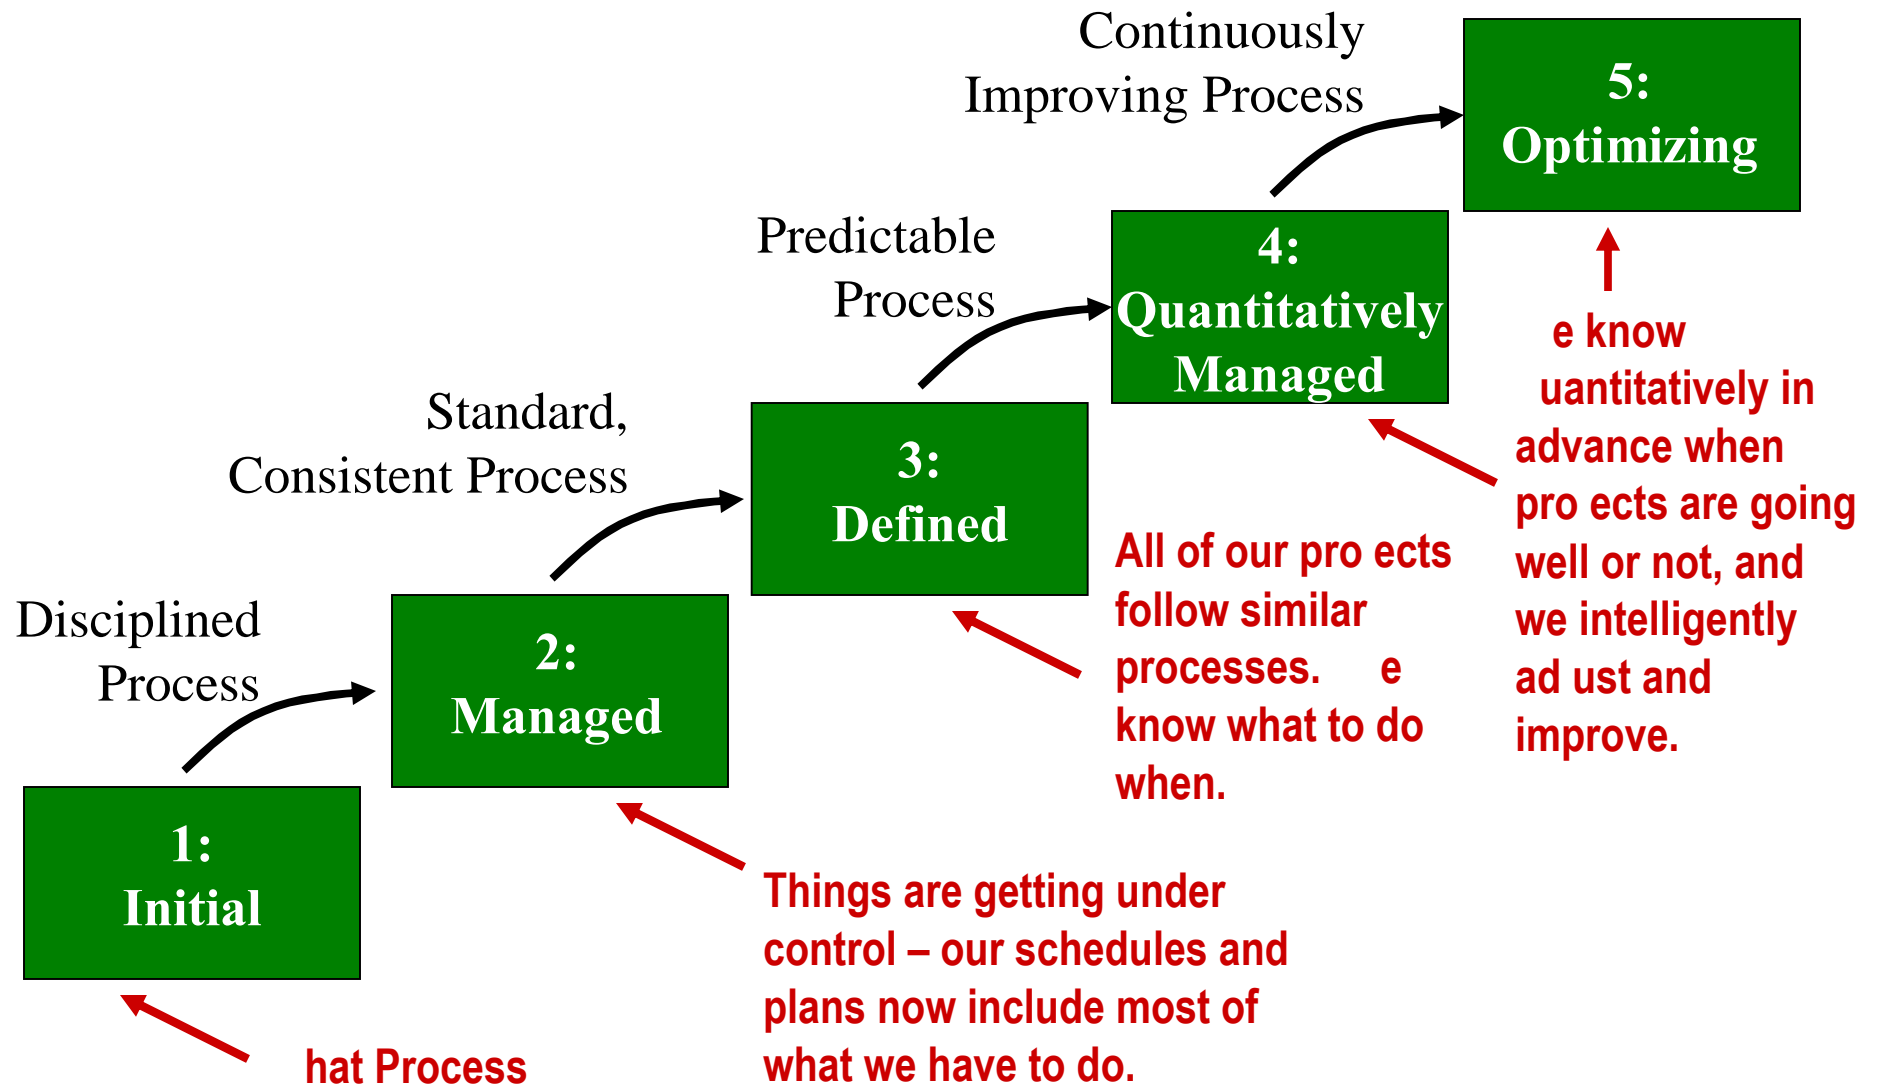 Continuously
Improving Process
5:
Optimizing
Predictable
Process
4:
Quantitatively
Managed
e know
uantitatively in
advance when
pro ects are going
well or not, and
we intelligently
ad ust and
improve.
Standard,
Consistent Process
3:
Defined
All of our pro ects
follow similar
processes. e
know what to do
when.
Disciplined
Process
2:
Managed
Things are getting under
control – our schedules and
plans now include most of
what we have to do.
1:
Initial
hat Process